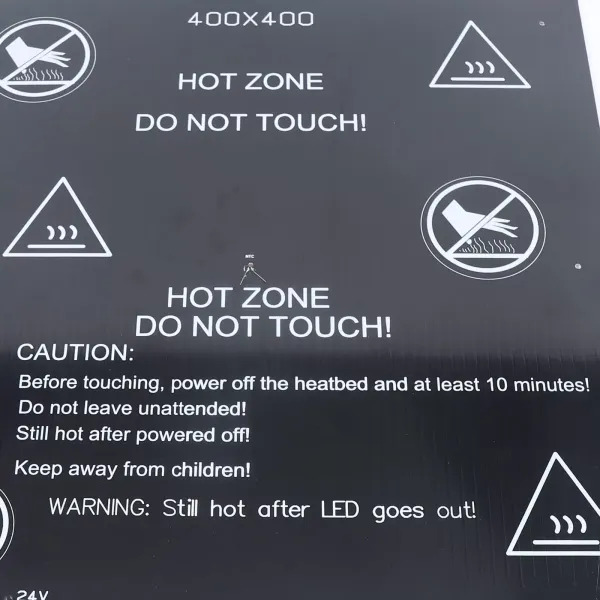 400X400
HOT ZONE
DO NOT TOUCH!
NTC
HOT ZONE
DO NOT TOUCH!
CAUTION:
Before touching, power off the heatbed and at least 10 minutes!
Do not leave unattended!
Still hot after powered off!
Keep away from children!
WARNING: Still hot after LED goes out!
24V